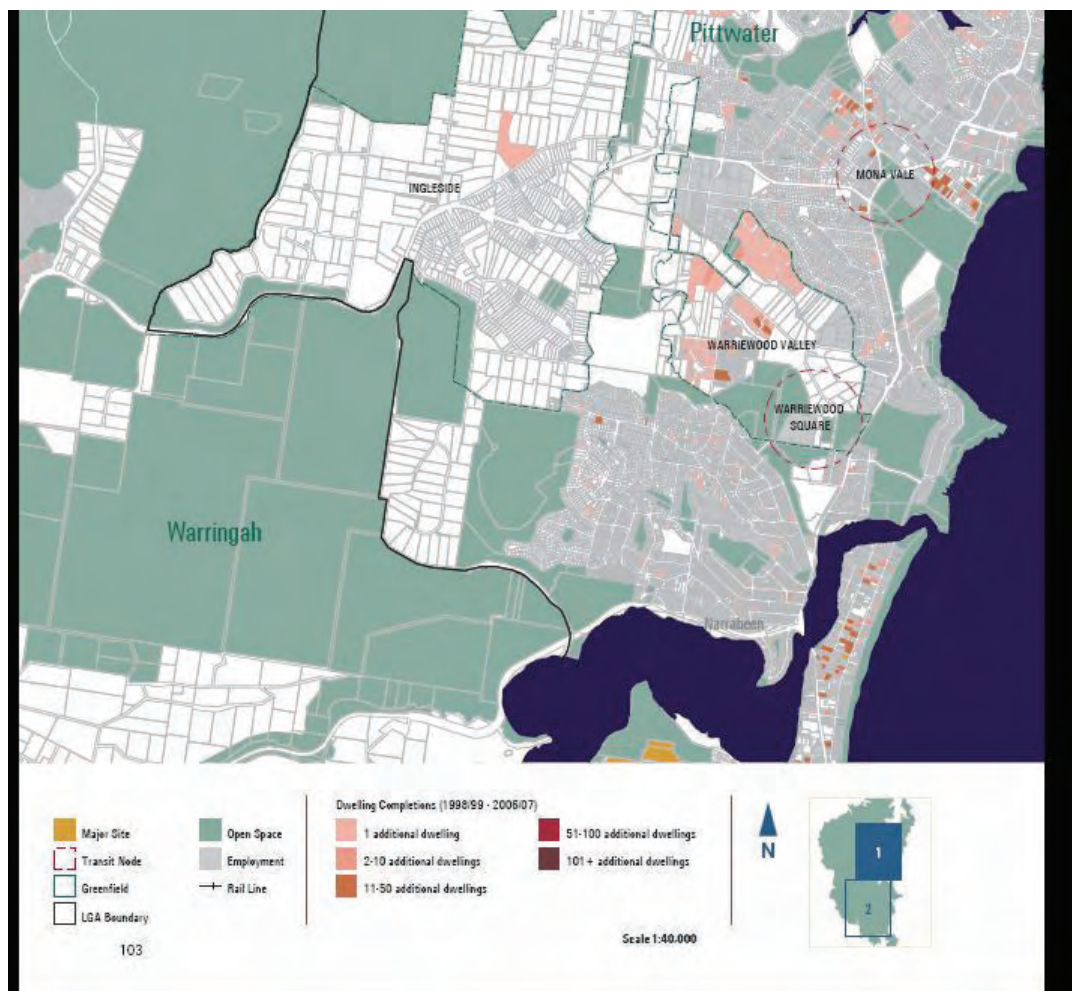 Pittwater
MONA VALE
INGLESIDE
WARRIEWOOD VALLEY
WARRIEWOOD
SQUARE
Warringah
Narrabeen
Dwelling Completions (1998/99 - 2006/07)
Major Site
Transit Node
Greenfield
LGA Boundary
Open Space
Employment
Rail Line
1 additional dwelling
2-10 additional dwellings
11-50 additional dwellings
51-100 additional dwellings
101+ additional dwellings
N
1
2
Scale 1:40,000
103